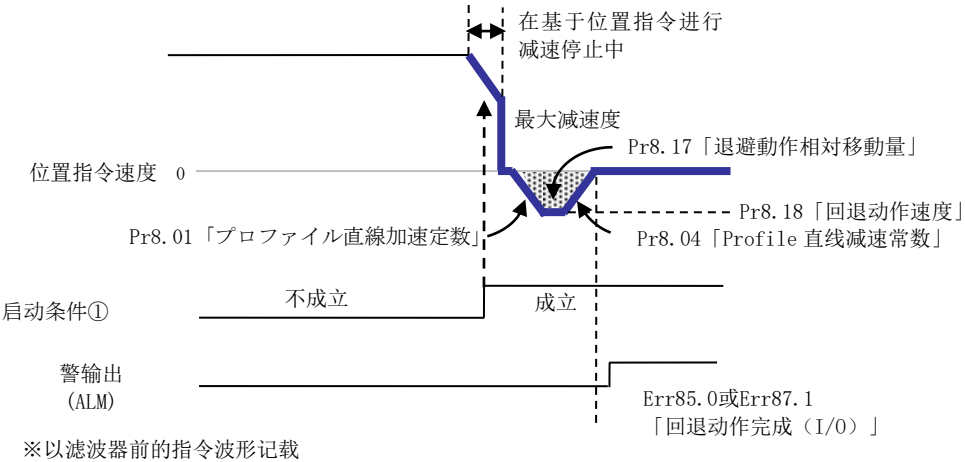 在基于位置指令进行
减速停止中
最大减速度
Pr8.17「退避動作相対移動量」
位置指令速度 0
Pr8.18「回退动作速度」
Pr8.01「プロファイル直線加速定数」
Pr8.04「Profile 直线减速常数」
不成立
成立
启动条件①
警输出
(ALM)
Err85.0或Err87.1
「回退动作完成（I/O）」
※以滤波器前的指令波形记载